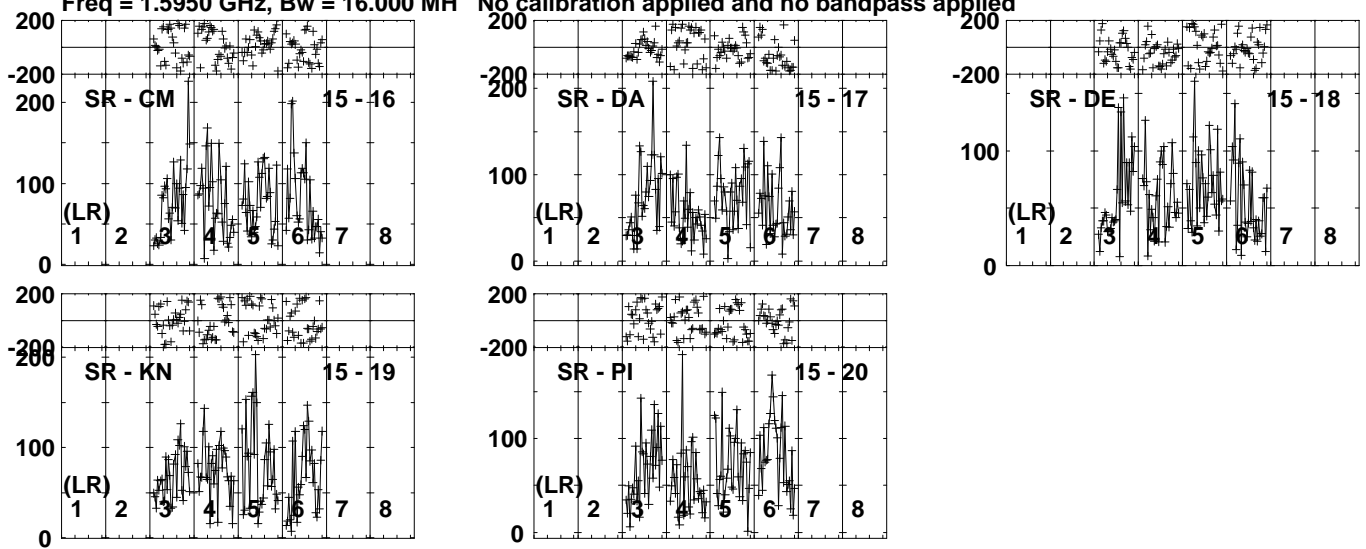 Freq = 1.5950 GHz, Bw = 16.000 MH No calibration applied and no bandpass applied
200
-200
200
100
0
SR - CM 15 - 16
(LR)
1 2 3 4 5 6 7 8
200
-200
200
100
0
SR - DA 15 - 17
(LR)
1 2 3 4 5 6 7 8
200
-200
100
0
SR - DE 15 - 18
(LR)
1 2 3 4 5 6 7 8
200
-200
200
100
0
SR - KN 15 - 19
(LR)
1 2 3 4 5 6 7 8
200
-200
100
0
SR - PI 15 - 20
(LR)
1 2 3 4 5 6 7 8